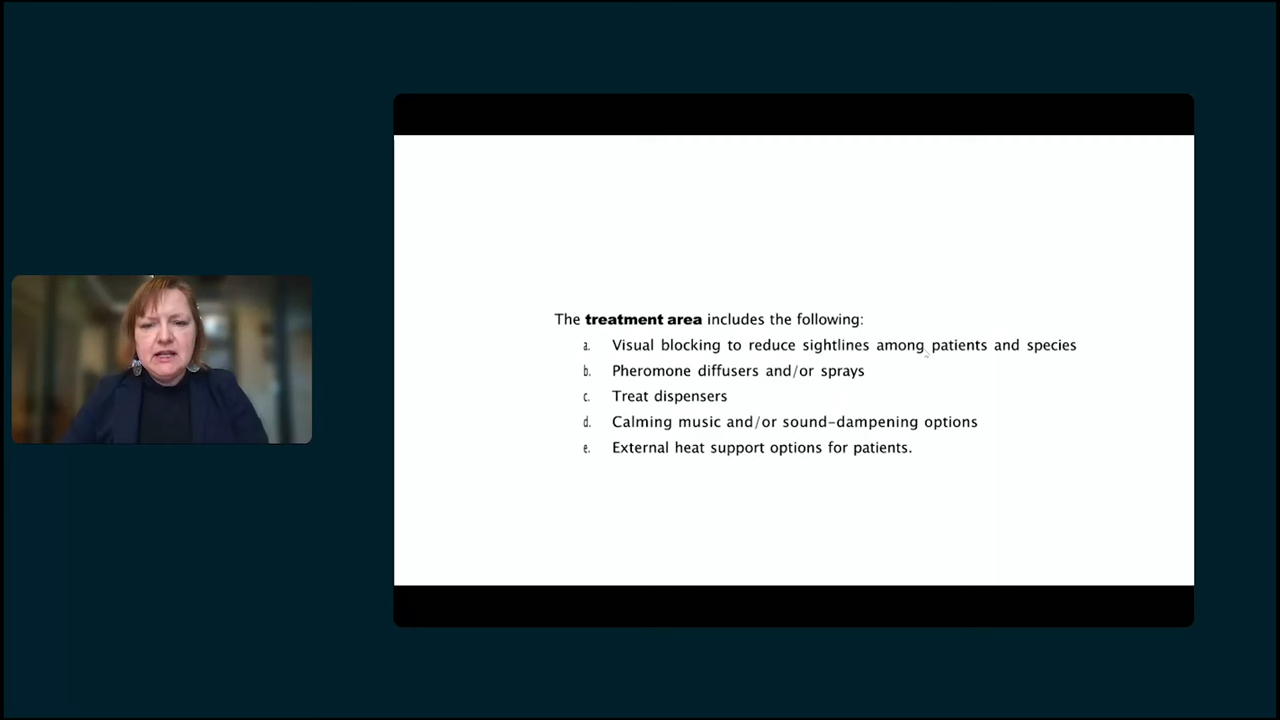 The treatment area includes the following:
a. Visual blocking to reduce sightlines among patients and species
b. Pheromone diffusers and/or sprays
c. Treat dispensers
d. Calming music and/or sound-dampening options
e. External heat support options for patients.